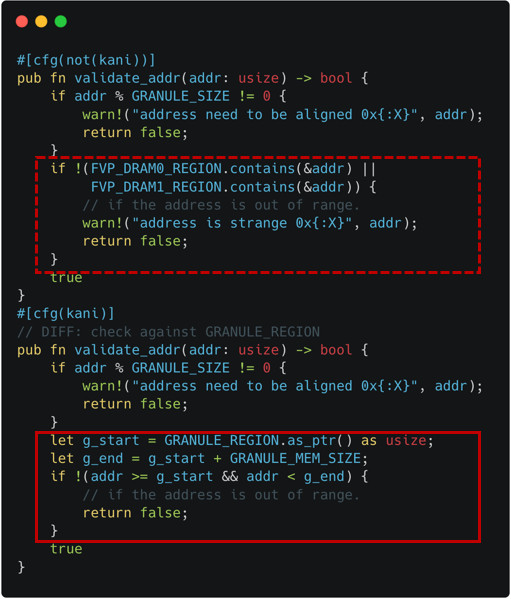 #[cfg(not(kani))]
pub fn validate_addr(addr: usize) -> bool {
    if addr % GRANULE_SIZE != 0 {
        warn!("address need to be aligned 0x{:X}", addr);
        return false;
    }
    if !(FVP_DRAM0_REGION.contains(&addr) ||
         FVP_DRAM1_REGION.contains(&addr)) {
        // if the address is out of range.
        warn!("address is strange 0x{:X}", addr);
        return false;
    }
    true
}
#[cfg(kani)]
// DIFF: check against GRANULE_REGION
pub fn validate_addr(addr: usize) -> bool {
    if addr % GRANULE_SIZE != 0 {
        warn!("address need to be aligned 0x{:X}", addr);
        return false;
    }
    let g_start = GRANULE_REGION.as_ptr() as usize;
    let g_end = g_start + GRANULE_MEM_SIZE;
    if !(addr >= g_start && addr < g_end) {
        // if the address is out of range.
        return false;
    }
    true
}